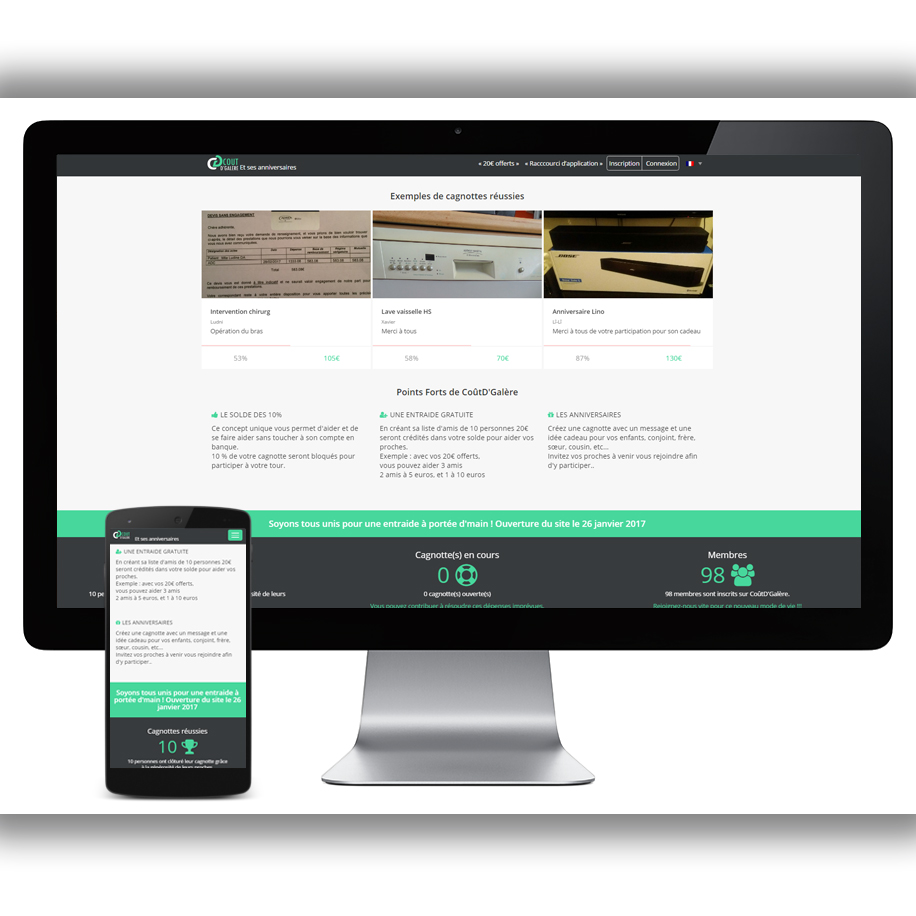 COUT
D'GALÈRE Et ses anniversaires
« 20€ offerts » « Racccourci d'application » Inscription Connexion
Exemples de cagnottes réussies
DEVIS SANS ENGAGEMENT
BOSE
Intervention chirurg
Ludni
Opération du bras
53% 105€
Lave vaisselle HS
Xavier
Merci à tous
58% 70€
Anniversaire Lino
Merci à tous de votre participation pour son cadeau
87% 130€
Points Forts de CoûtD'Galère
LE SOLDE DES 10%
Ce concept unique vous permet d'aider et de
se faire aider sans toucher à son compte en
banque.
10 % de votre cagnotte seront bloqués pour
participer à votre tour.
UNE ENTRAIDE GRATUITE
En créant sa liste d'amis de 10 personnes 20€
seront crédités dans votre solde pour aider vos
proches.
Exemple : avec vos 20€ offerts,
vous pouvez aider 3 amis
2 amis à 5 euros, et 1 à 10 euros
LES ANNIVERSAIRES
Créez une cagnotte avec un message et une
idée cadeau pour vos enfants, conjoint, frère,
sœur, cousin, etc...
Invitez vos proches à venir vous rejoindre afin
d'y participer..
Soyons tous unis pour une entraide à portée d'main ! Ouverture du site le 26 janvier 2017
10 pe
sité de leurs
Cagnotte(s) en cours
0
0 cagnotte(s) ouverte(s)
Vous pouvez contribuer à résoudre ces dépenses imprévues.
Membres
98
98 membres sont inscrits sur CoûtD'Galère.
Rejoignez-nous vite pour ce nouveau mode de vie !!!
Et ses anniversaires
UNE ENTRAIDE GRATUITE
En créant sa liste d'amis de 10 personnes 20€
seront crédités dans votre solde pour aider vos
proches.
Exemple : avec vos 20€ offerts,
vous pouvez aider 3 amis
2 amis à 5 euros, et 1 à 10 euros
LES ANNIVERSAIRES
Créez une cagnotte avec un message et une
idée cadeau pour vos enfants, conjoint, frère,
sœur, cousin, etc...
Invitez vos proches à venir vous rejoindre afin
d'y participer..
Soyons tous unis pour une entraide à
portée d'main ! Ouverture du site le 26
janvier 2017
Cagnottes réussies
10
10 personnes ont clôturé leur cagnotte grâce
à la générosité de leurs proches